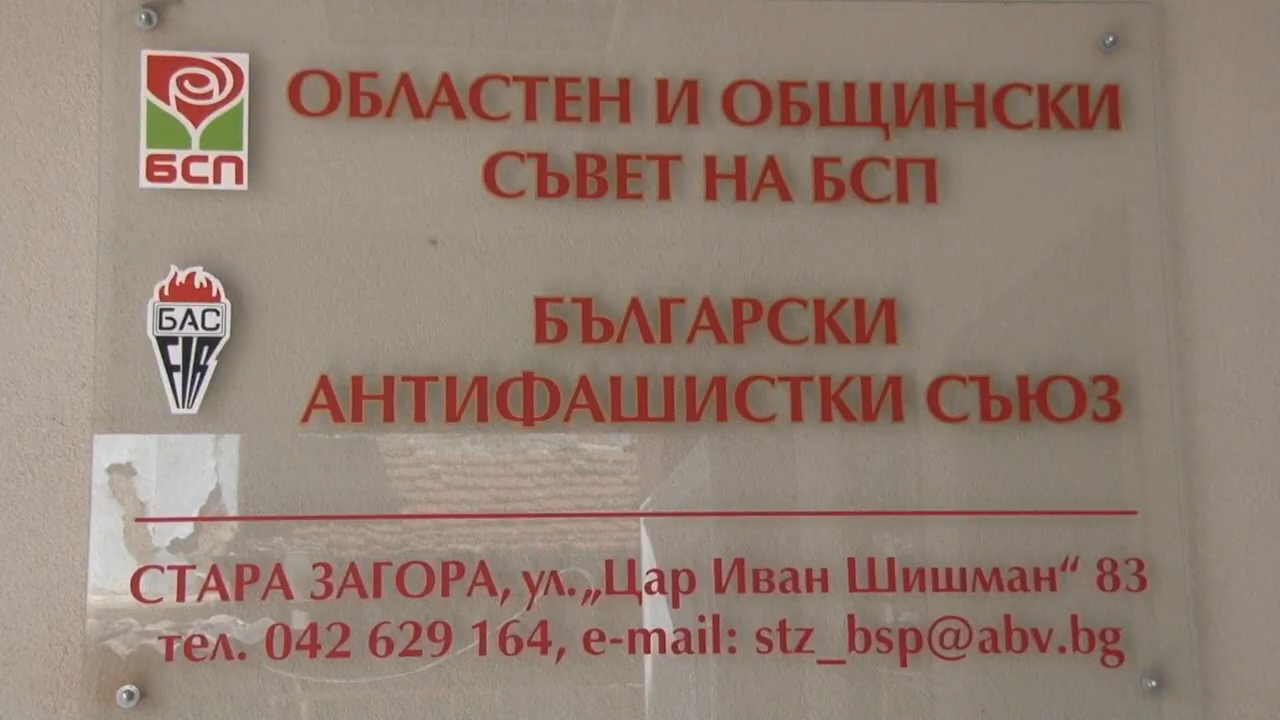 БСП
ОБЛАСТЕН И ОБЩИНСКИ
СЪВЕТ НА БСП
БАС
FIR
БЪЛГАРСКИ
АНТИФАШИСТКИ СЪЮЗ
СТАРА ЗАГОРА, ул. „Цар Иван Шишман“ 83
тел. 042 629 164, e-mail: stz_bsp@abv.bg